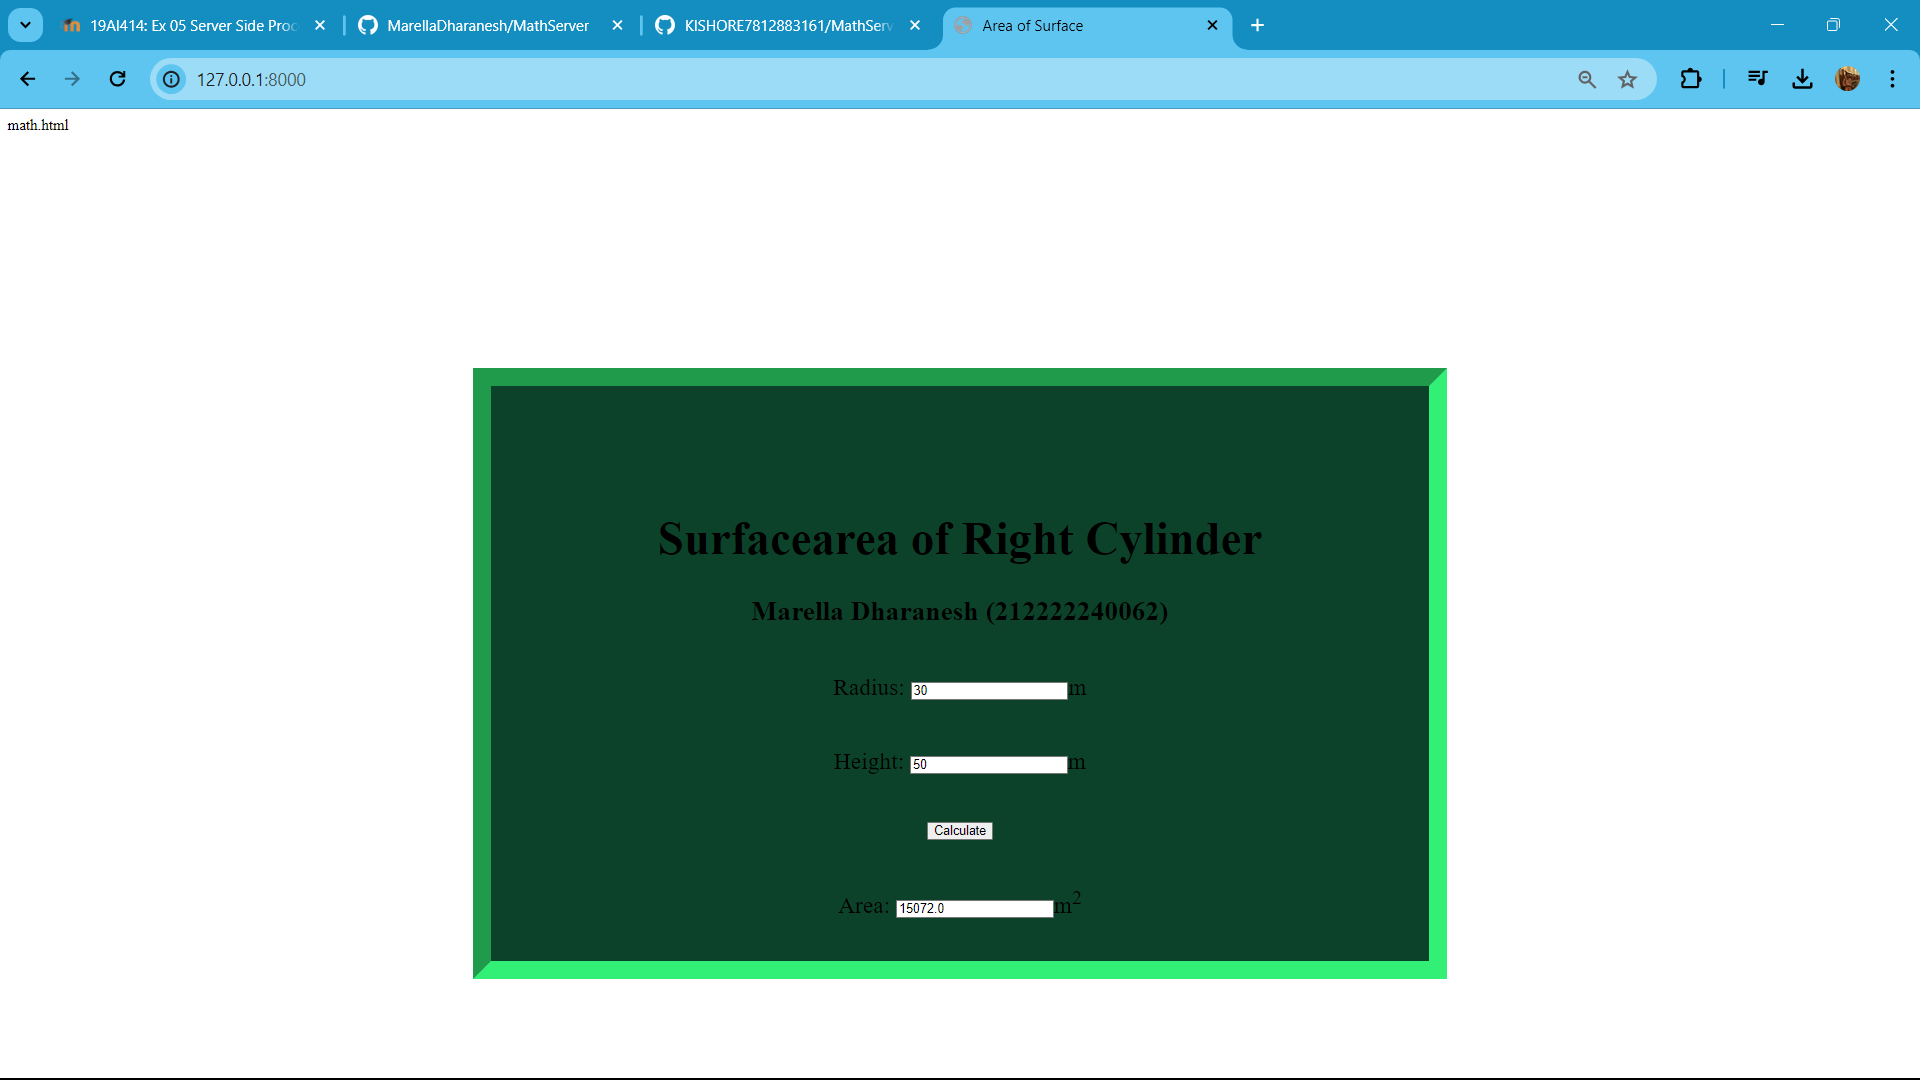 19AI414: Ex 05 Server Side Proc
MarellaDharanesh/MathServer
KISHORE7812883161/MathServ
Area of Surface
127.0.0.1:8000
math.html
Surfacearea of Right Cylinder
Marella Dharanesh (212222240062)
Radius: 30 m
Height: 50 m
Calculate
Area: 15072.0 m2